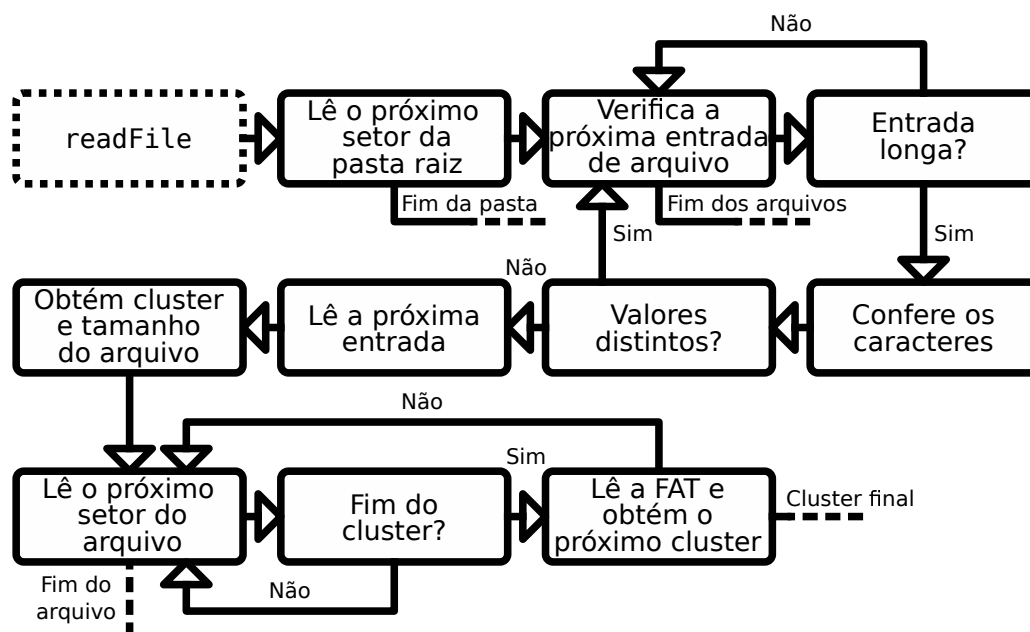 Não
readFile
Lê o próximo
setor da
pasta raiz
Verifica a
próxima entrada
de arquivo
Entrada
longa?
Fim da pasta
Fim dos arquivos
Sim
Sim
Não
Obtém cluster
e tamanho
do arquivo
Lê a próxima
entrada
Valores
distintos?
Confere os
caracteres
Não
Sim
Lê o próximo
setor do
arquivo
Fim do
cluster?
Lê a FAT e
obtém o
próximo cluster
Cluster final
Fim do
arquivo
Não